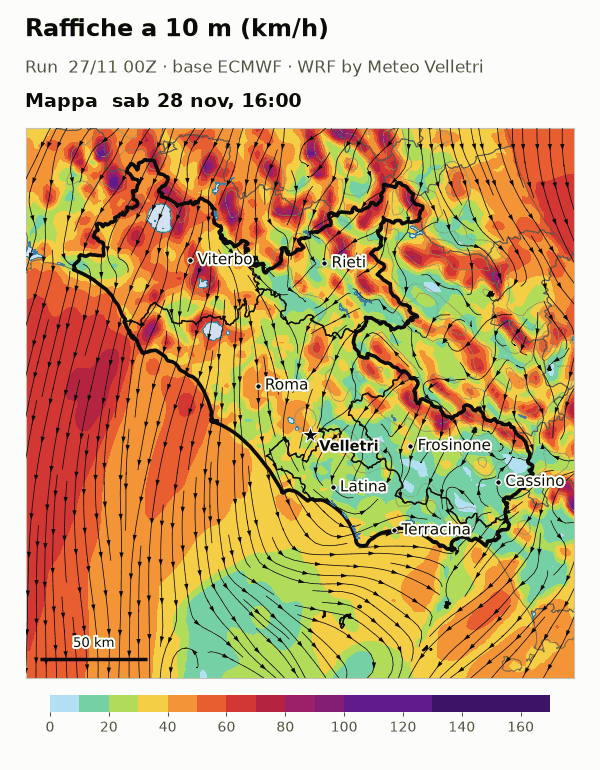 Raffiche a 10 m (km/h)
Run 27/11 00Z · base ECMWF · WRF by Meteo Velletri
Mappa sab 28 nov, 16:00
Viterbo
Rieti
Roma
Velletri
Frosinone
Cassino
Latina
Terracina
50 km
0 20 40 60 80 100 120 140 160